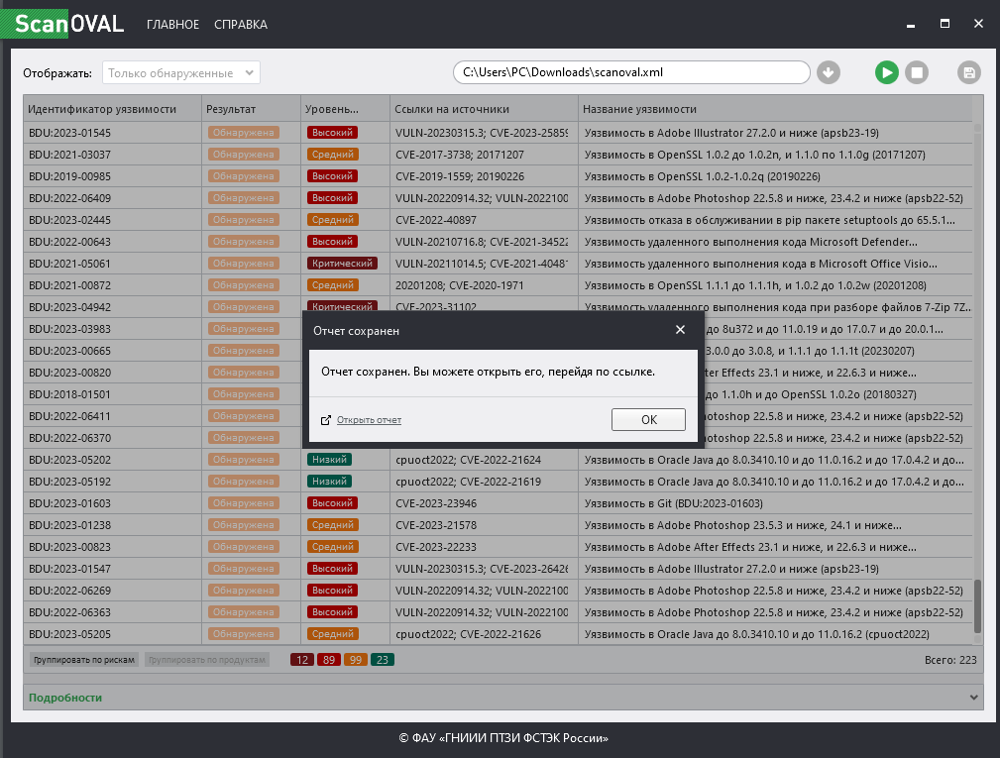 ScanOVAL ГЛАВНОЕ СПРАВКА
Отображать: Только обнаруженные C:\Users\PC\Downloads\scanoval.xml
Идентификатор уязвимости Результат Уровень... Ссылки на источники Название уязвимости
BDU:2023-01545 Обнаружена Высокий VULN-20230315.3; CVE-2023-25859 Уязвимость в Adobe Illustrator 27.2.0 и ниже (apsb23-19)
BDU:2021-03037 Обнаружена Средний CVE-2017-3738; 20171207 Уязвимость в OpenSSL 1.0.2 до 1.0.2n, и 1.1.0 по 1.1.0g (20171207)
BDU:2019-00985 Обнаружена Высокий CVE-2019-1559; 20190226 Уязвимость в OpenSSL 1.0.2-1.0.2q (20190226)
BDU:2022-06409 Обнаружена Высокий VULN-20220914.32; VULN-2022100 Уязвимость в Adobe Photoshop 22.5.8 и ниже, 23.4.2 и ниже (apsb22-52)
BDU:2023-02445 Обнаружена Средний CVE-2022-40897 Уязвимость отказа в обслуживании в pip пакете setuptools до 65.5.1...
BDU:2022-00643 Обнаружена Высокий VULN-20210716.8; CVE-2021-34522 Уязвимость удаленного выполнения кода Microsoft Defender...
BDU:2021-05061 Обнаружена Критический VULN-20211014.5; CVE-2021-40481 Уязвимость удаленного выполнения кода в Microsoft Office Visio...
BDU:2021-00872 Обнаружена Средний 20201208; CVE-2020-1971 Уязвимость в OpenSSL 1.1.1 до 1.1.1h, и 1.0.2 до 1.0.2w (20201208)
BDU:2023-04942 Обнаружена Критический CVE-2023-31102 Уязвимость удаленного выполнения кода при разборе файлов 7-Zip 7Z...
BDU:2023-03983 Обнаружена до 8u372 и до 11.0.19 и до 17.0.7 и до 20.0.1...
BDU:2023-00665 Обнаружена 3.0.0 до 3.0.8, и 1.1.1 до 1.1.1t (20230207)
BDU:2023-00820 Обнаружена ter Effects 23.1 и ниже, и 22.6.3 и ниже...
BDU:2018-01501 Обнаружена до 1.1.0h и до OpenSSL 1.0.2o (20180327)
BDU:2022-06411 Обнаружена otoshop 22.5.8 и ниже, 23.4.2 и ниже (apsb22-52)
BDU:2022-06370 Обнаружена otoshop 22.5.8 и ниже, 23.4.2 и ниже (apsb22-52)
Отчет сохранен
Отчет сохранен. Вы можете открыть его, перейдя по ссылке.
Открыть отчет OK
BDU:2023-05202 Обнаружена Низкий cpuoct2022; CVE-2022-21624 Уязвимость в Oracle Java до 8.0.3410.10 и до 11.0.16.2 и до 17.0.4.2 и до...
BDU:2023-05192 Обнаружена Низкий cpuoct2022; CVE-2022-21619 Уязвимость в Oracle Java до 8.0.3410.10 и до 11.0.16.2 и до 17.0.4.2 и до...
BDU:2023-01603 Обнаружена Высокий CVE-2023-23946 Уязвимость в Git (BDU:2023-01603)
BDU:2023-01238 Обнаружена Средний CVE-2023-21578 Уязвимость в Adobe Photoshop 23.5.3 и ниже, 24.1 и ниже...
BDU:2023-00823 Обнаружена Средний CVE-2023-22233 Уязвимость в Adobe After Effects 23.1 и ниже, и 22.6.3 и ниже...
BDU:2023-01547 Обнаружена Высокий VULN-20230315.3; CVE-2023-26426 Уязвимость в Adobe Illustrator 27.2.0 и ниже (apsb23-19)
BDU:2022-06269 Обнаружена Высокий VULN-20220914.32; VULN-2022100 Уязвимость в Adobe Photoshop 22.5.8 и ниже, 23.4.2 и ниже (apsb22-52)
BDU:2022-06363 Обнаружена Высокий VULN-20220914.32; VULN-2022100 Уязвимость в Adobe Photoshop 22.5.8 и ниже, 23.4.2 и ниже (apsb22-52)
BDU:2023-05205 Обнаружена Средний cpuoct2022; CVE-2022-21626 Уязвимость в Oracle Java до 8.0.3410.10 и до 11.0.16.2 (cpuoct2022)
Группировать по рискам Группировать по продуктам 12 89 99 23 Всего: 223
Подробности
© ФАУ «ГНИИИ ПТЗИ ФСТЭК России»